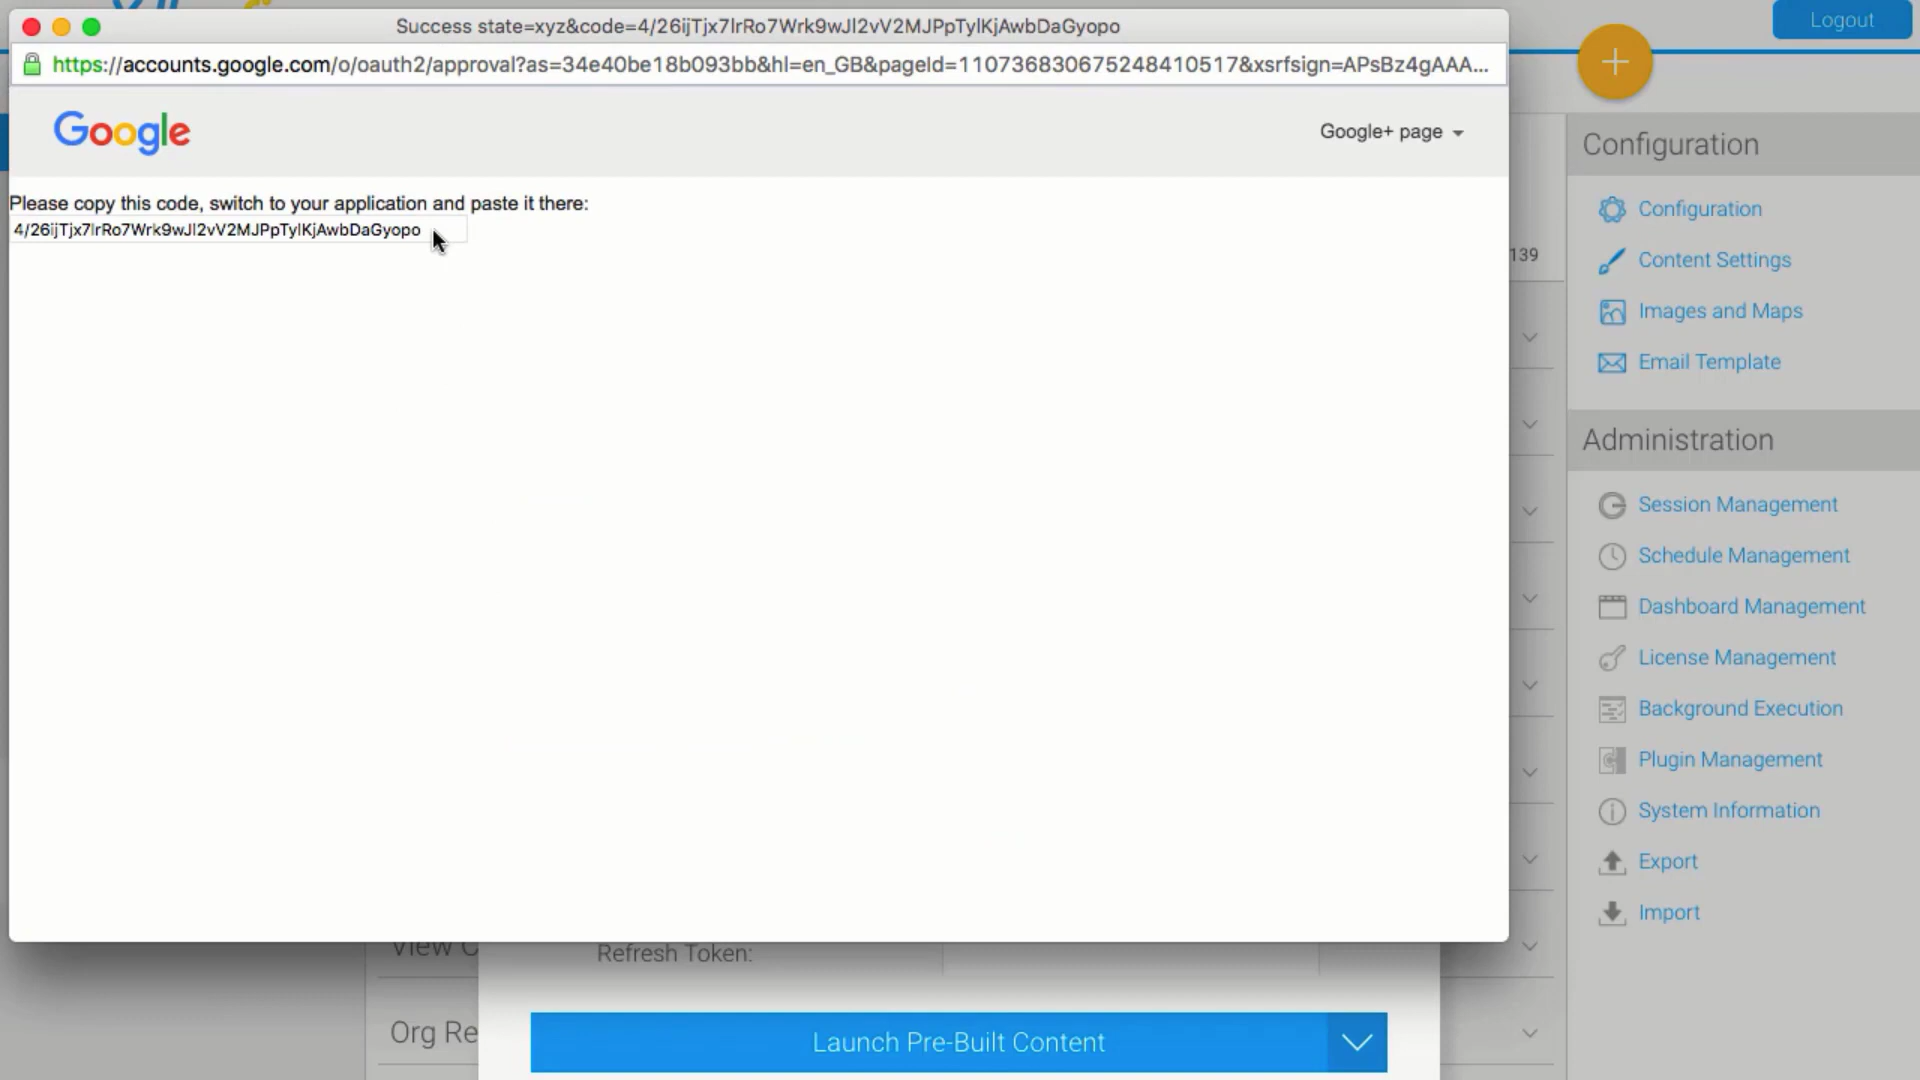 Success state=xyz&code=4/26ijTjx7lrRo7Wrk9wJl2vV2MJPpTylKjAwbDaGyopo
https://accounts.google.com/o/oauth2/approval?as=34e40be18b093bb&hl=en_GB&pageId=110736830675248410517&xsrfsign=APsBz4gAAA...
Logout
Google
Google+ page
Please copy this code, switch to your application and paste it there:
4/26ijTjx7lrRo7Wrk9wJl2vV2MJPpTylKjAwbDaGyopo
139
Configuration
Configuration
Content Settings
Images and Maps
Email Template
Administration
Session Management
Schedule Management
Dashboard Management
License Management
Background Execution
Plugin Management
System Information
Export
Import
View C
Refresh Token:
Org Re
Launch Pre-Built Content